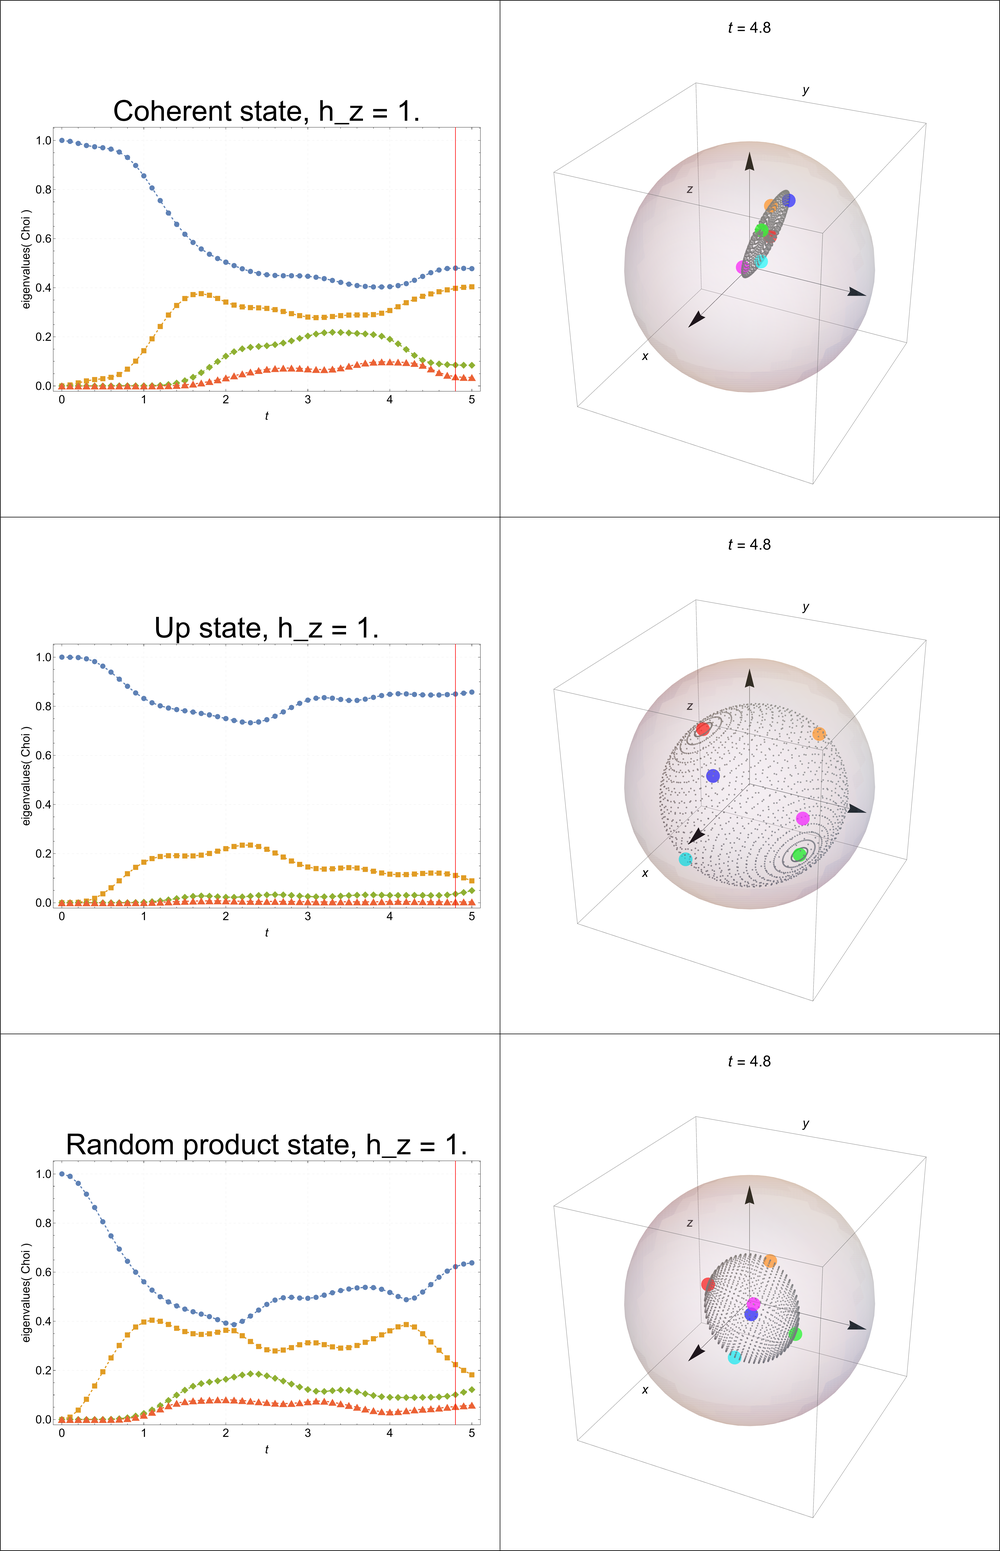 t = 4.8
y
Coherent state, h_z = 1.
z
x
eigenvalues( Choi )
1.0
0.8
0.6
0.4
0.2
0.0
0 1 2 3 4 5
t
t = 4.8
y
Up state, h_z = 1.
z
x
eigenvalues( Choi )
1.0
0.8
0.6
0.4
0.2
0.0
0 1 2 3 4 5
t
t = 4.8
y
Random product state, h_z = 1.
z
x
eigenvalues( Choi )
1.0
0.8
0.6
0.4
0.2
0.0
0 1 2 3 4 5
t